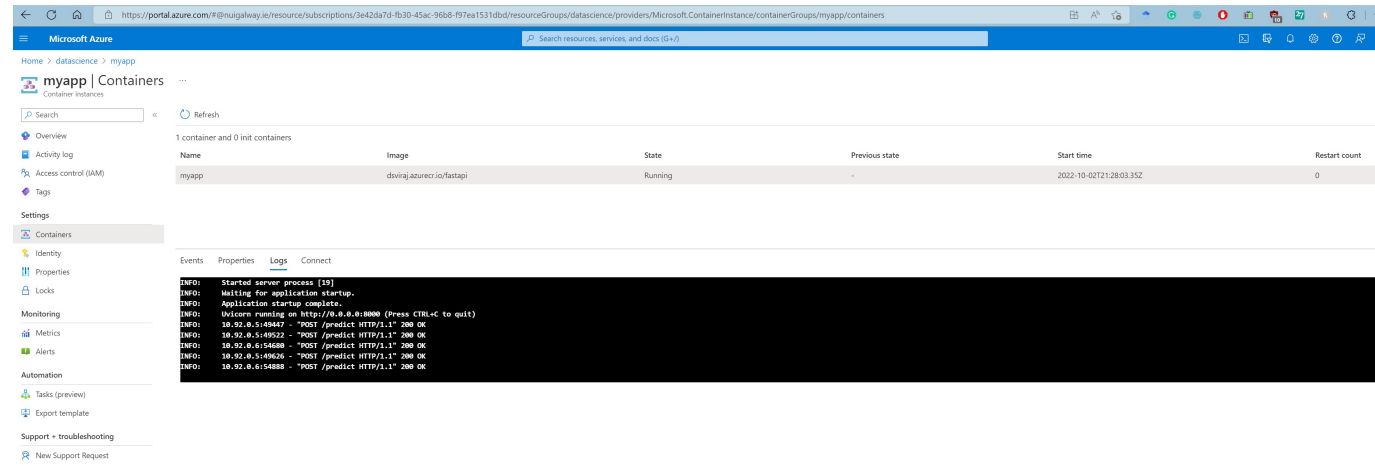 https://portal.azure.com/#@nuigalway.ie/resource/subscriptions/3e42da7d-fb30-45ac-96b8-f97ea1531dbd/resourceGroups/datascience/providers/Microsoft.ContainerInstance/containerGroups/myapp/containers
Microsoft Azure
Search resources, services, and docs (G+/)
Home > datascience > myapp
myapp | Containers ...
Container instances
Search «
Refresh
Overview
1 container and 0 init containers
Activity log
Name Image State Previous state Start time Restart count
Access control (IAM)
myapp dsviraj.azurecr.io/fastapi Running - 2022-10-02T21:28:03.35Z 0
Tags
Settings
Containers
Identity
Events Properties Logs Connect
Properties
Locks
INFO: Started server process [19]
INFO: Waiting for application startup.
INFO: Application startup complete.
INFO: Uvicorn running on http://0.0.0.0:8000 (Press CTRL+C to quit)
INFO: 10.92.0.5:49447 - "POST /predict HTTP/1.1" 200 OK
INFO: 10.92.0.5:49522 - "POST /predict HTTP/1.1" 200 OK
INFO: 10.92.0.6:54680 - "POST /predict HTTP/1.1" 200 OK
INFO: 10.92.0.5:49626 - "POST /predict HTTP/1.1" 200 OK
INFO: 10.92.0.6:54888 - "POST /predict HTTP/1.1" 200 OK
Monitoring
Metrics
Alerts
Automation
Tasks (preview)
Export template
Support + troubleshooting
New Support Request